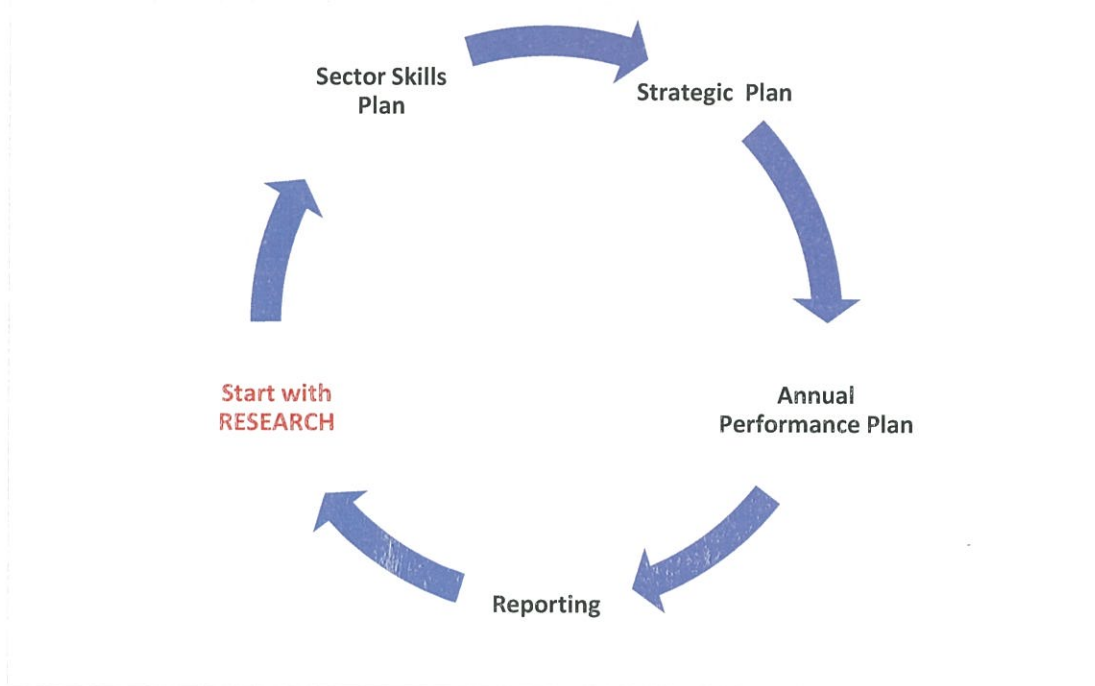 Sector Skills
Plan
Strategic Plan
Annual
Performance Plan
Reporting
Start with
RESEARCH